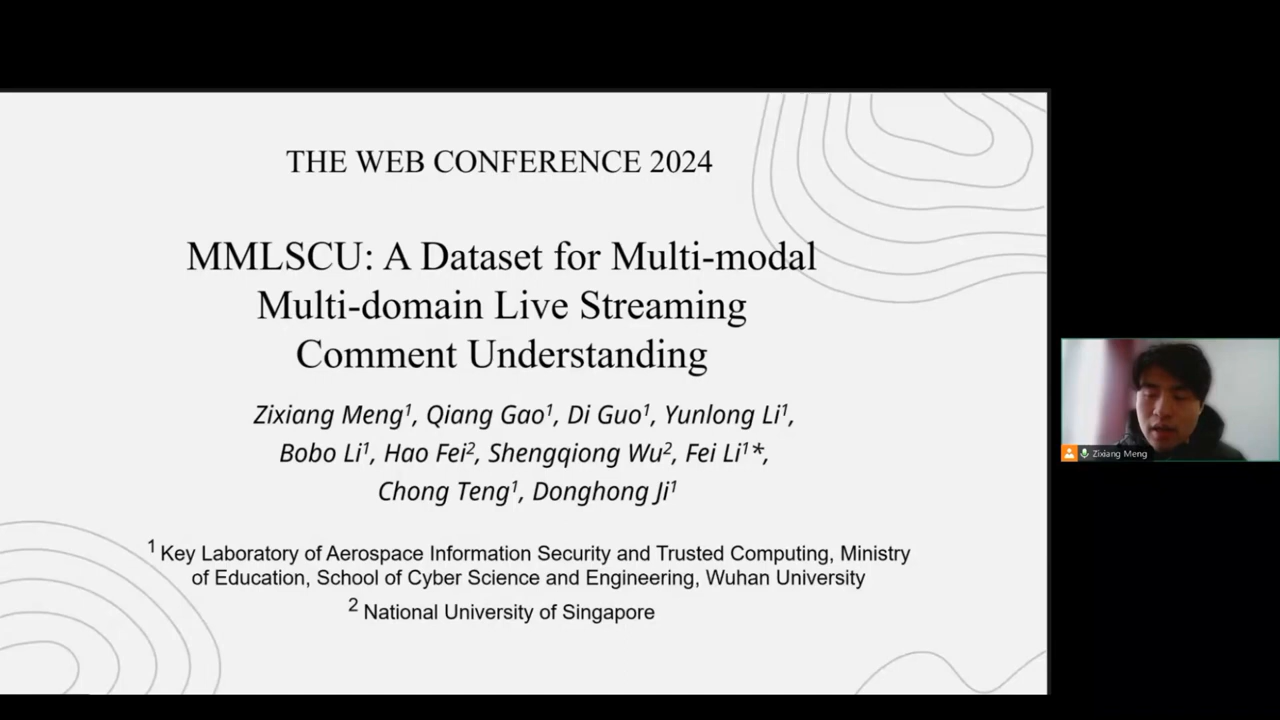 THE WEB CONFERENCE 2024
MMLSCU: A Dataset for Multi-modal
Multi-domain Live Streaming
Comment Understanding
Zixiang Meng¹, Qiang Gao¹, Di Guo¹, Yunlong Li¹,
Bobo Li¹, Hao Fei², Shengqiong Wu², Fei Li¹*,
Chong Teng¹, Donghong Ji¹
¹ Key Laboratory of Aerospace Information Security and Trusted Computing, Ministry
of Education, School of Cyber Science and Engineering, Wuhan University
² National University of Singapore
Zixiang Meng